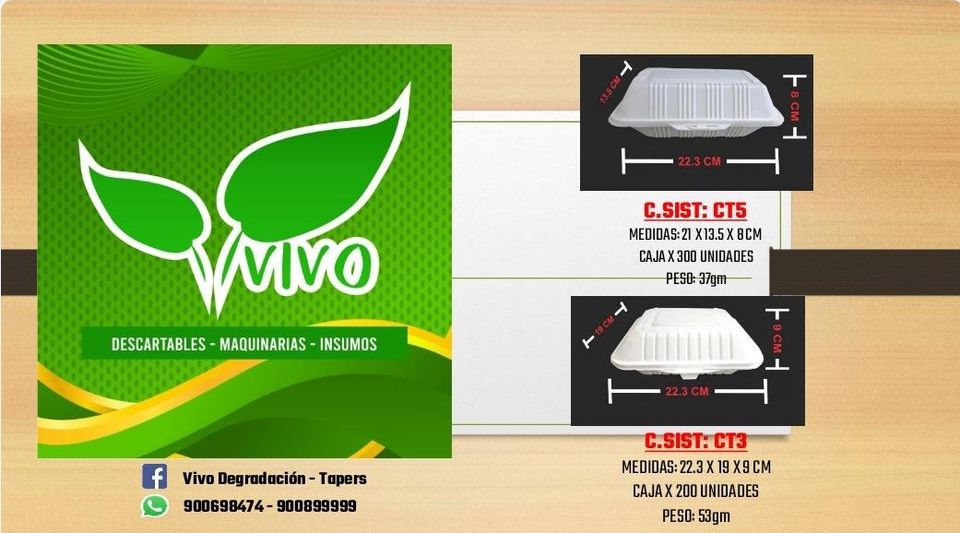 VIVO
DESCARTABLES - MAQUINARIAS - INSUMOS
Vivo Degradación - Tapers
900698474 - 900899999
13.5 CM
8 CM
22.3 CM
C.SIST: CT5
MEDIDAS: 21 X 13.5 X 8 CM
CAJA X 300 UNIDADES
PESO: 37gm
19 CM
9 CM
22.3 CM
C.SIST: CT3
MEDIDAS: 22.3 X 19 X 9 CM
CAJA X 200 UNIDADES
PESO: 53gm